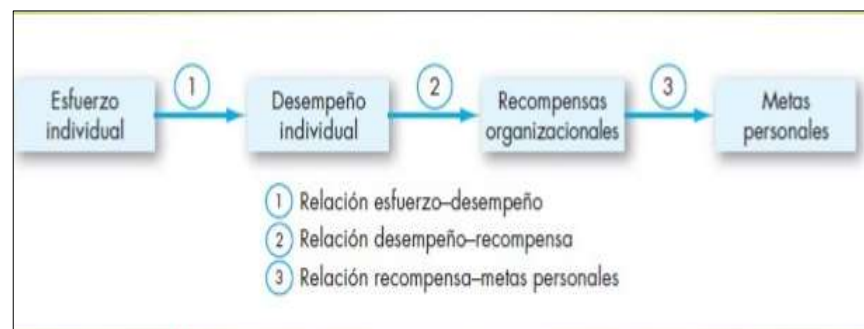 Esfuerzo
individual
1
Desempeño
individual
2
Recompensas
organizacionales
3
Metas
personales
1 Relación esfuerzo–desempeño
2 Relación desempeño–recompensa
3 Relación recompensa–metas personales